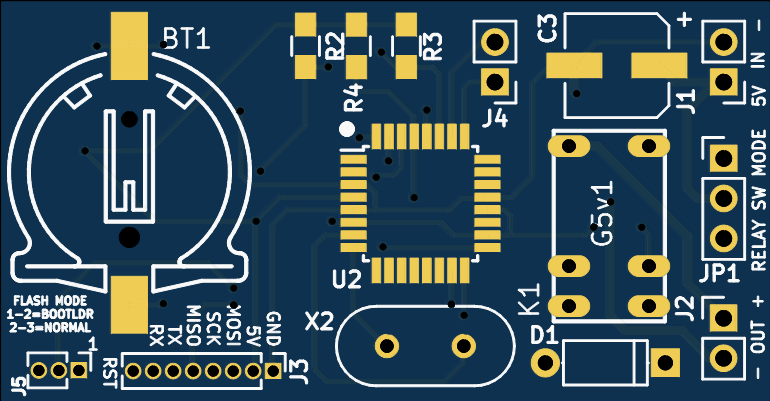 BT1
R2
R3
R4
J4
C3
+
J1
-
5V IN
RELAY SW MODE
JP1
G5v1
K1
U2
X2
D1
J2
- OUT +
FLASH MODE
1-2=BOOTLDR
2-3=NORMAL
J5
1
RST
RX
TX
MISO
SCK
MOSI
5V
GND
J3